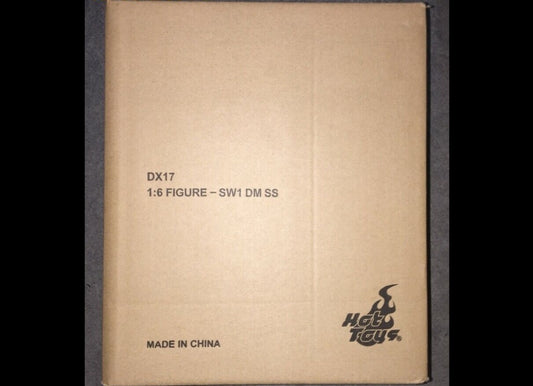 DX17
1:6 FIGURE – SW1 DM SS
Hot
Toys®
MADE IN CHINA